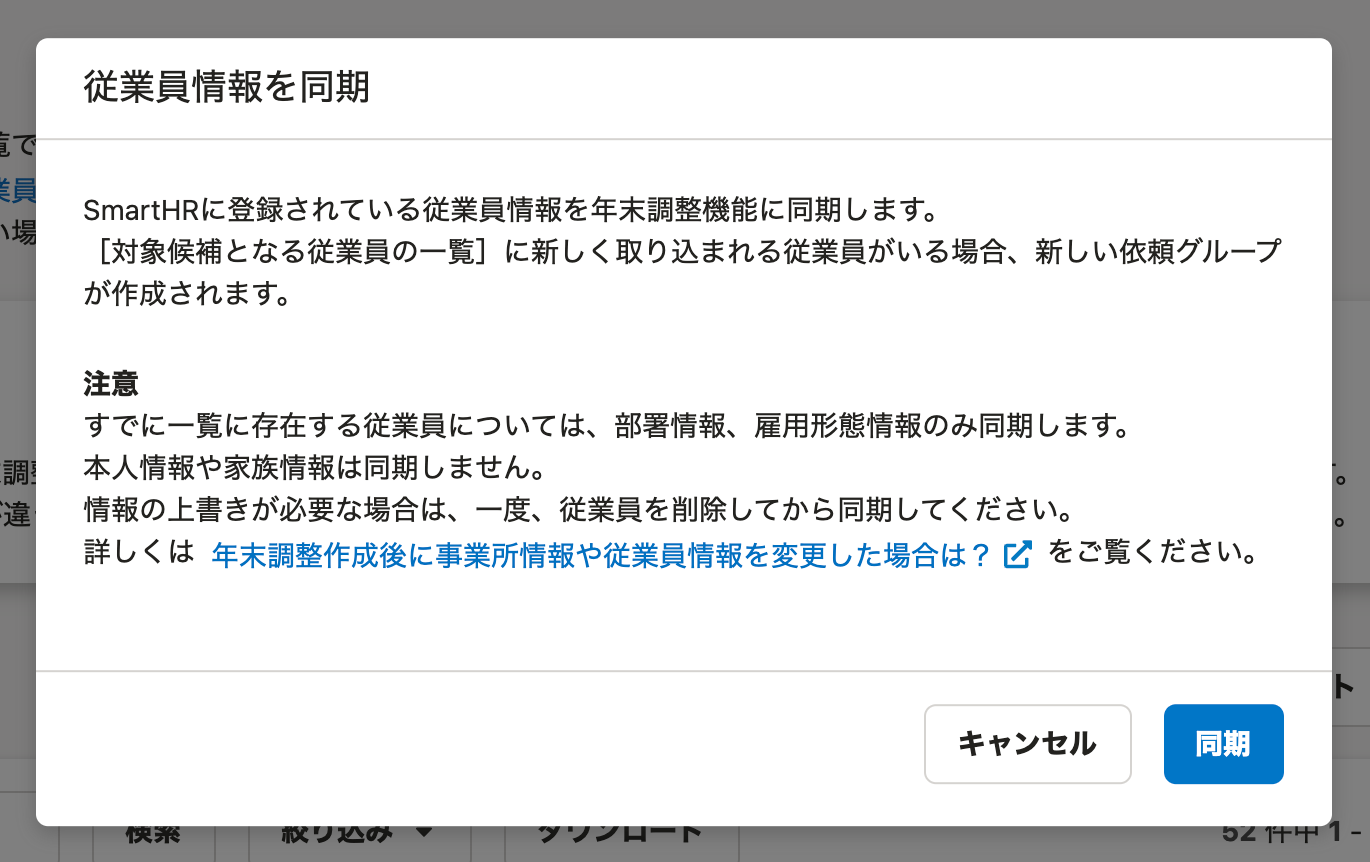 従業員情報を同期
SmartHRに登録されている従業員情報を年末調整機能に同期します。
［対象候補となる従業員の一覧］に新しく取り込まれる従業員がいる場合、新しい依頼グループ
が作成されます。
注意
すでに一覧に存在する従業員については、部署情報、雇用形態情報のみ同期します。
本人情報や家族情報は同期しません。
情報の上書きが必要な場合は、一度、従業員を削除してから同期してください。
詳しくは 年末調整作成後に事業所情報や従業員情報を変更した場合は？ をご覧ください。
キャンセル 同期
検索 絞り込み ダウンロード 52 件中 1 -